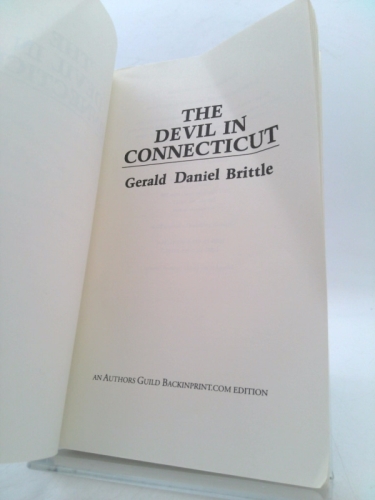 THE
DEVIL IN
CONNECTICUT
Gerald Daniel Brittle
AN AUTHORS GUILD BACKINPRINT.COM EDITION